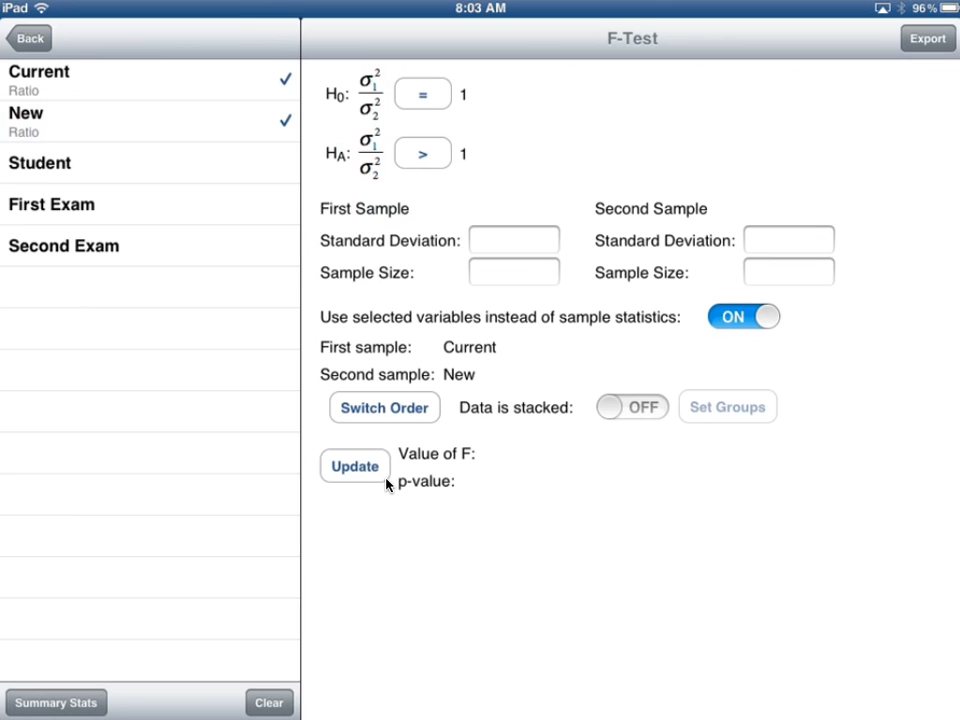 iPad 8:03 AM 96%
Back F-Test Export
Current
Ratio
New
Ratio
Student
First Exam
Second Exam
Summary Stats Clear
H0: σ1² / σ2² = 1
HA: σ1² / σ2² > 1
First Sample Second Sample
Standard Deviation: Standard Deviation:
Sample Size: Sample Size:
Use selected variables instead of sample statistics: ON
First sample: Current
Second sample: New
Switch Order Data is stacked: OFF Set Groups
Update Value of F:
p-value: